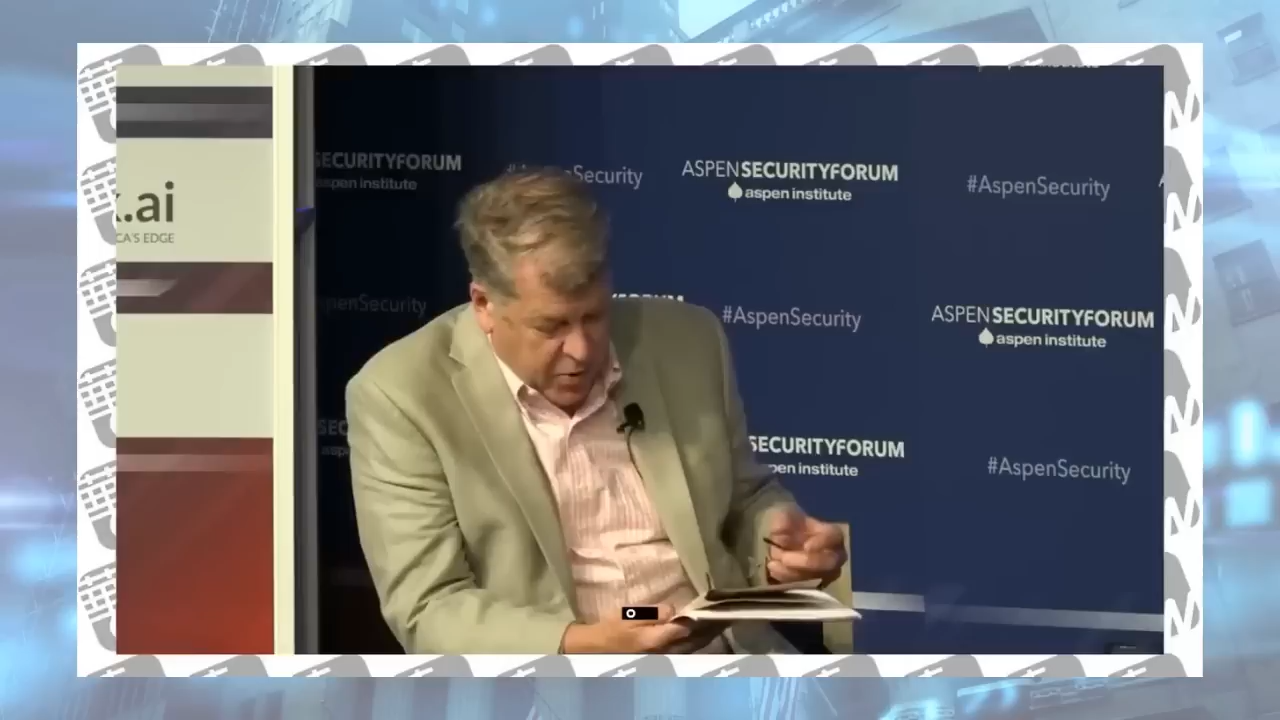 SECURITYFORUM
aspen institute
#AspenSecurity
ASPENSECURITYFORUM
aspen institute
#AspenSecurity
.ai
CA'S EDGE
#AspenSecurity
ASPENSECURITYFORUM
aspen institute
SECURITYFORUM
aspen institute
#AspenSecurity